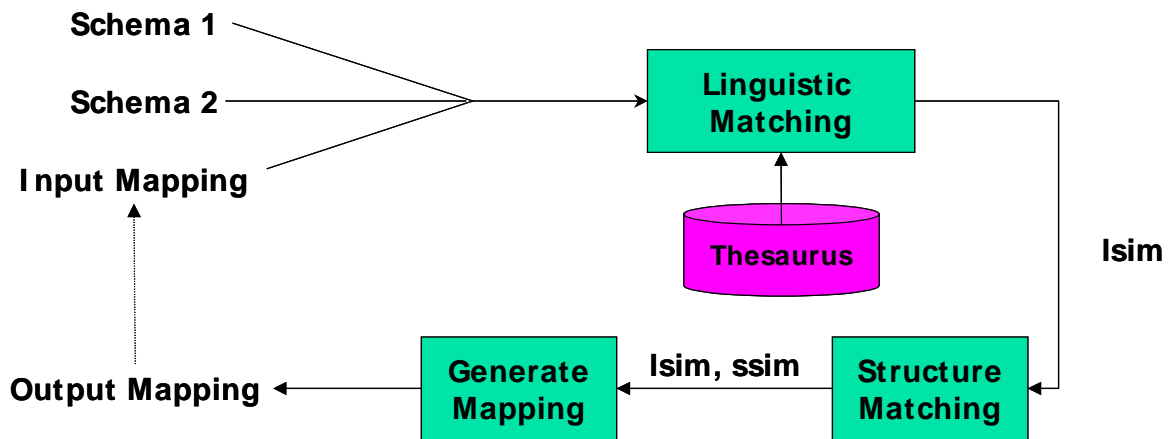 Schema 1
Schema 2
Input Mapping
Linguistic
Matching
Thesaurus
lsim
Output Mapping
Generate
Mapping
lsim, ssim
Structure
Matching